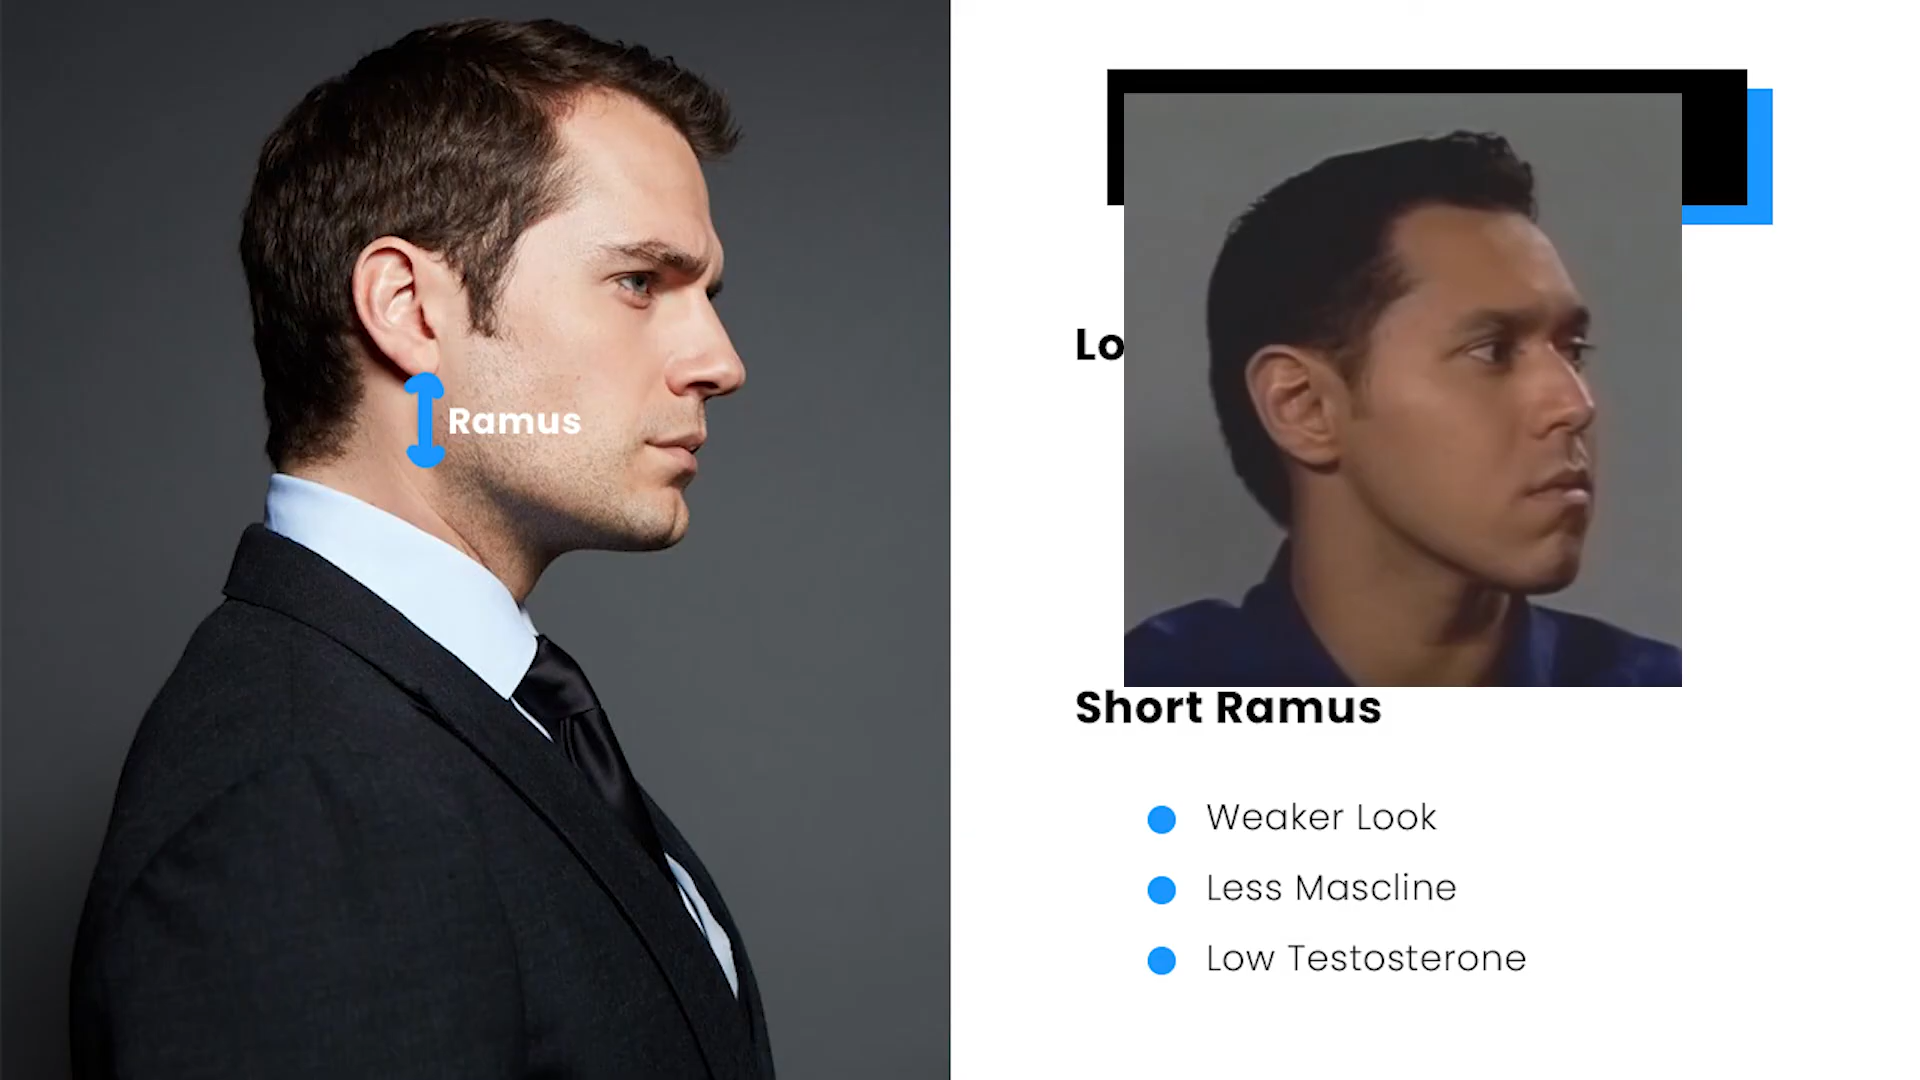 Ramus
Lo
Short Ramus
Weaker Look
Less Mascline
Low Testosterone